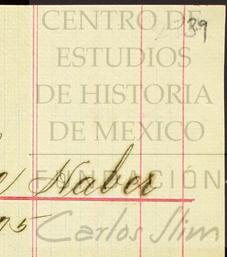 39
CENTRO DE
ESTUDIOS
DE HISTORIA
DE MEXICO
Haber
FUNDACIÓN
Carlos Slim